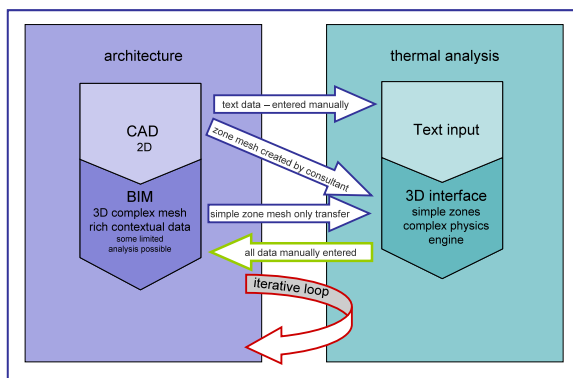 architecture
thermal analysis
CAD
2D
BIM
3D complex mesh
rich contextual data
some limited
analysis possible
text data – entered manually
zone mesh created by consultant
simple zone mesh only transfer
all data manually entered
iterative loop
Text input
3D interface
simple zones
complex physics
engine